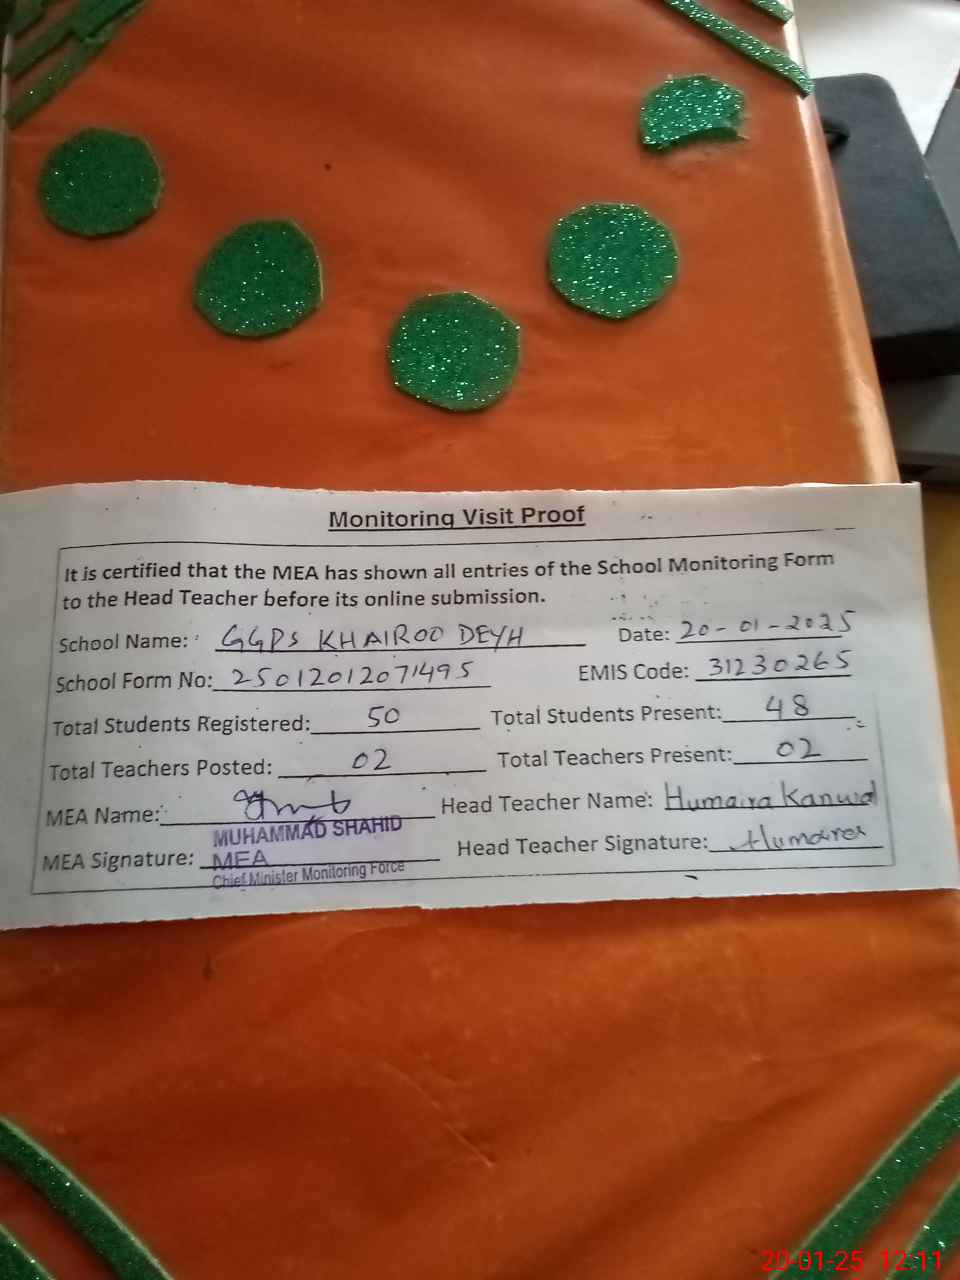 Monitoring Visit Proof
It is certified that the MEA has shown all entries of the School Monitoring Form
to the Head Teacher before its online submission.
School Name: GGPS KHAIROO DEYH Date: 20-01-2025
School Form No: 25012012071495 EMIS Code: 31230265
Total Students Registered: 50 Total Students Present: 48
Total Teachers Posted: 02 Total Teachers Present: 02
MEA Name: Head Teacher Name: Humaira Kanwal
MUHAMMAD SHAHID
MEA Signature: MEA Head Teacher Signature: Humaira
Chief Minister Monitoring Force
20-01-25 12:11